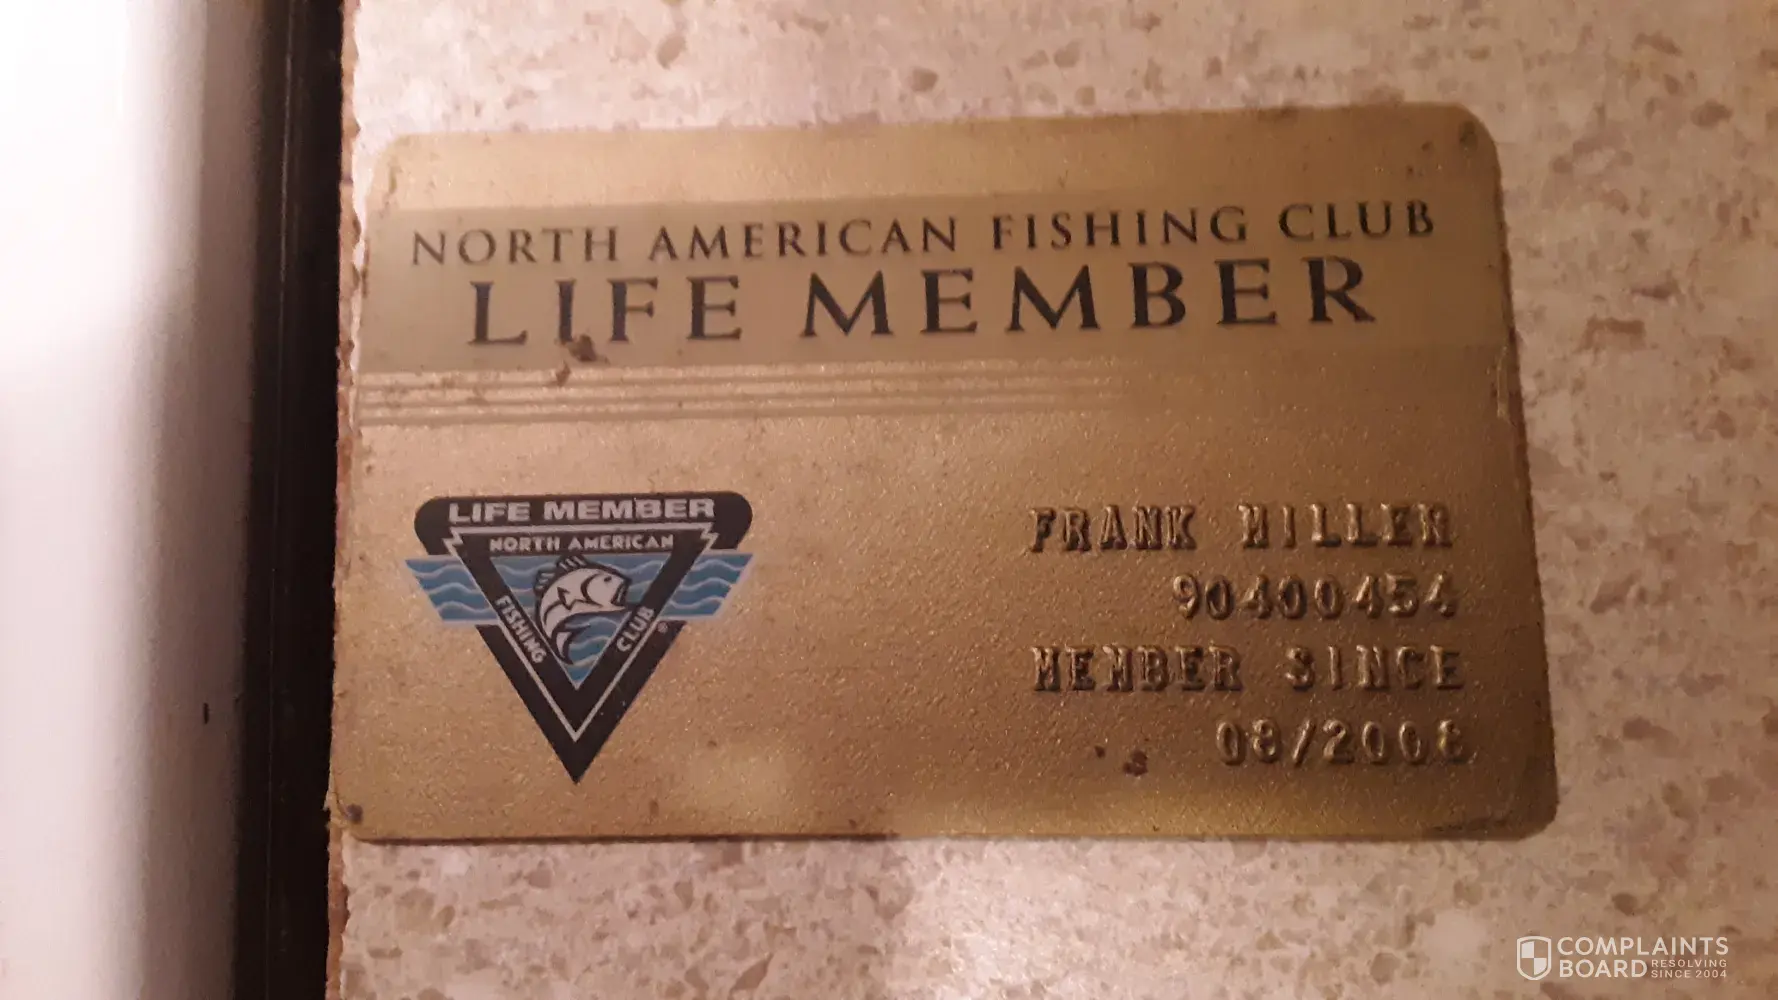 NORTH AMERICAN FISHING CLUB
LIFE MEMBER
LIFE MEMBER
NORTH AMERICAN
FISHING
CLUB®
FRANK MILLER
90400454
MEMBER SINCE
08/2008
COMPLAINTS
BOARD RESOLVING
SINCE 2004